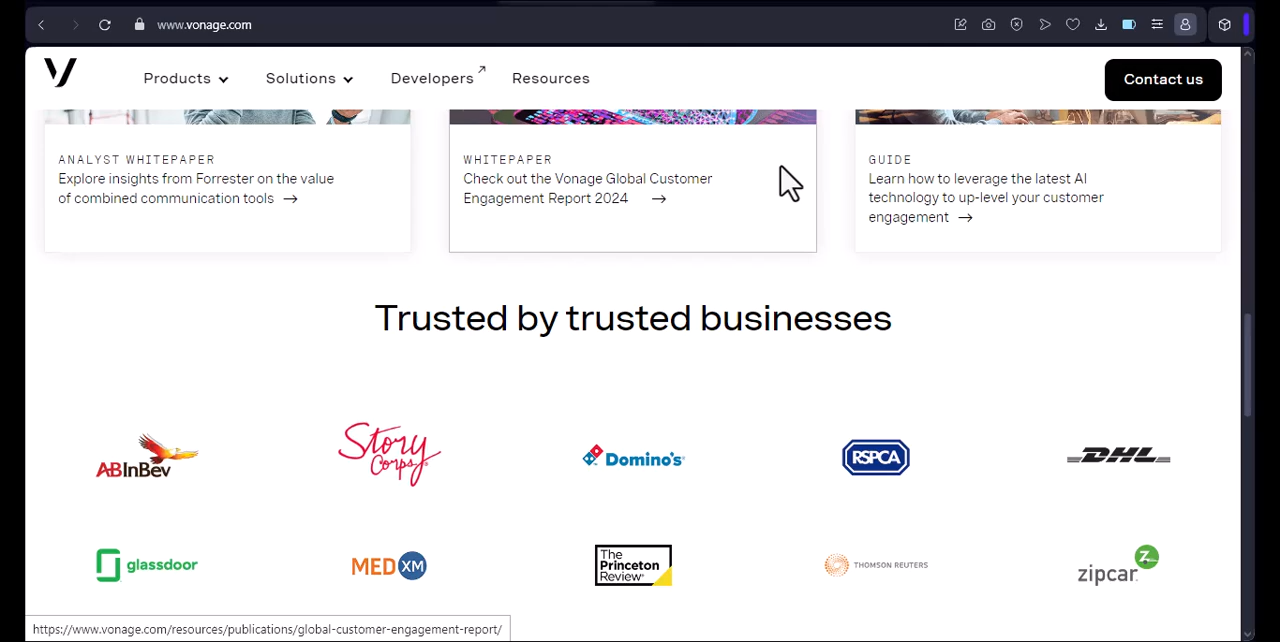 www.vonage.com
Products
Solutions
Developers
Resources
Contact us
ANALYST WHITEPAPER
Explore insights from Forrester on the value
of combined communication tools →
WHITEPAPER
Check out the Vonage Global Customer
Engagement Report 2024 →
GUIDE
Learn how to leverage the latest AI
technology to up-level your customer
engagement →
Trusted by trusted businesses
ABInBev
Story
Corps®
Domino's®
RSPCA
DHL
glassdoor
MED XM
The
Princeton
Review®
THOMSON REUTERS
Z
zipcar.
https://www.vonage.com/resources/publications/global-customer-engagement-report/